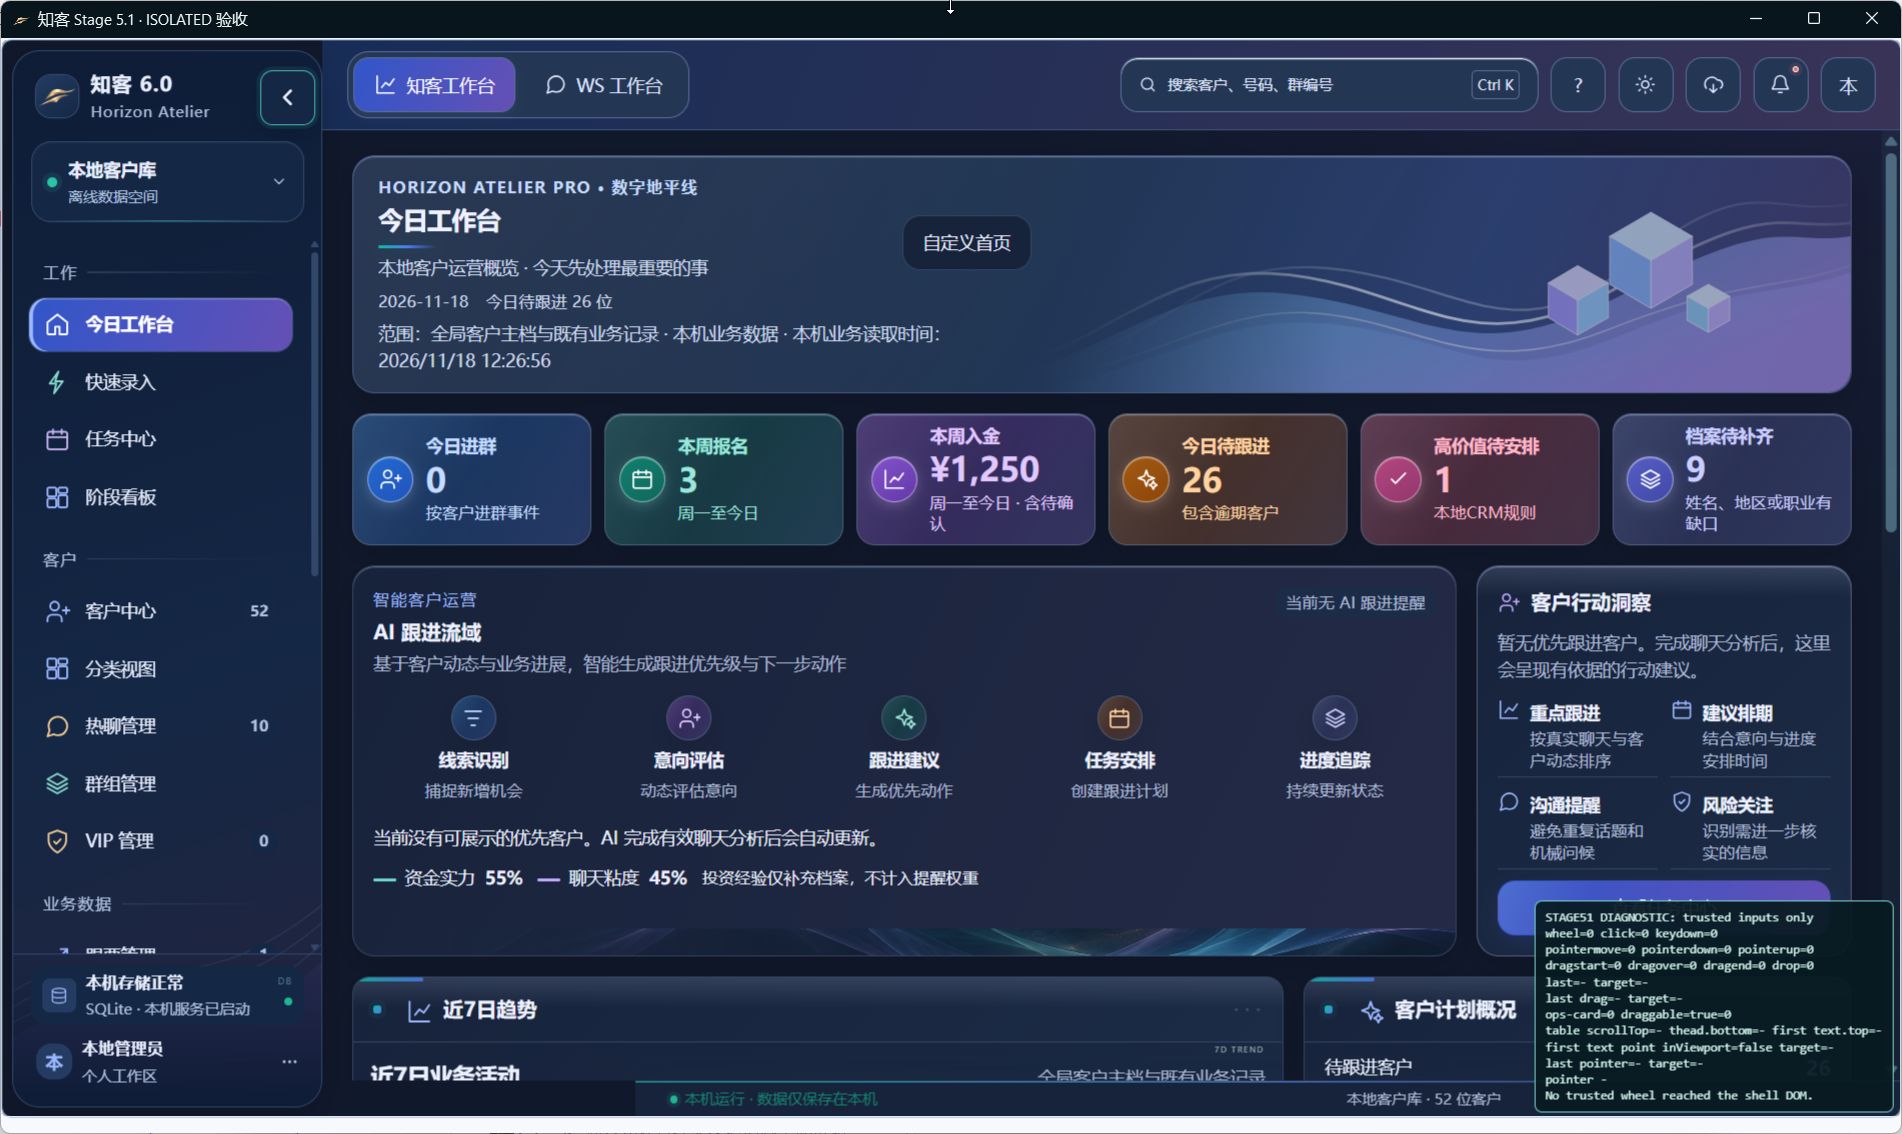 知客 Stage 5.1 · ISOLATED 验收
知客 6.0
Horizon Atelier
知客工作台
WS 工作台
搜索客户、号码、群编号
Ctrl K
?
本
本地客户库
离线数据空间
工作
今日工作台
快速录入
任务中心
阶段看板
客户
客户中心 52
分类视图
热聊管理 10
群组管理
VIP 管理 0
业务数据
本机存储正常
DB
SQLite · 本机服务已启动
本
本地管理员
个人工作区
HORIZON ATELIER PRO • 数字地平线
今日工作台
自定义首页
本地客户运营概览 · 今天先处理最重要的事
2026-11-18 今日待跟进 26 位
范围：全局客户主档与既有业务记录 · 本机业务数据 · 本机业务读取时间：
2026/11/18 12:26:56
今日进群
0
按客户进群事件
本周报名
3
周一至今日
本周入金
¥1,250
周一至今日 · 含待确
认
今日待跟进
26
包含逾期客户
高价值待安排
1
本地CRM规则
档案待补齐
9
姓名、地区或职业有
缺口
智能客户运营
当前无 AI 跟进提醒
AI 跟进流域
基于客户动态与业务进展，智能生成跟进优先级与下一步动作
线索识别
捕捉新增机会
意向评估
动态评估意向
跟进建议
生成优先动作
任务安排
创建跟进计划
进度追踪
持续更新状态
当前没有可展示的优先客户。AI 完成有效聊天分析后会自动更新。
资金实力 55% 聊天粘度 45% 投资经验仅补充档案，不计入提醒权重
客户行动洞察
暂无优先跟进客户。完成聊天分析后，这里
会呈现有依据的行动建议。
重点跟进
按真实聊天与客
户动态排序
建议排期
结合意向与进度
安排时间
沟通提醒
避免重复话题和
机械问候
风险关注
识别需进一步核
实的信息
近7日趋势
7D TREND
近7日业务活动
全局客户主档与既有业务记录
客户计划概况
待跟进客户
26
本机运行 · 数据仅保存在本机
本地客户库 · 52 位客户
STAGE51 DIAGNOSTIC: trusted inputs only
wheel=0 click=0 keydown=0
pointermove=0 pointerdown=0 pointerup=0
dragstart=0 dragover=0 dragend=0 drop=0
last=- target=-
last drag=- target=-
ops-card=0 draggable=true=0
table scrollTop=- thead.bottom=- first text.top=-
first text point inViewport=false target=-
last pointer=- target=-
pointer -
No trusted wheel reached the shell DOM.